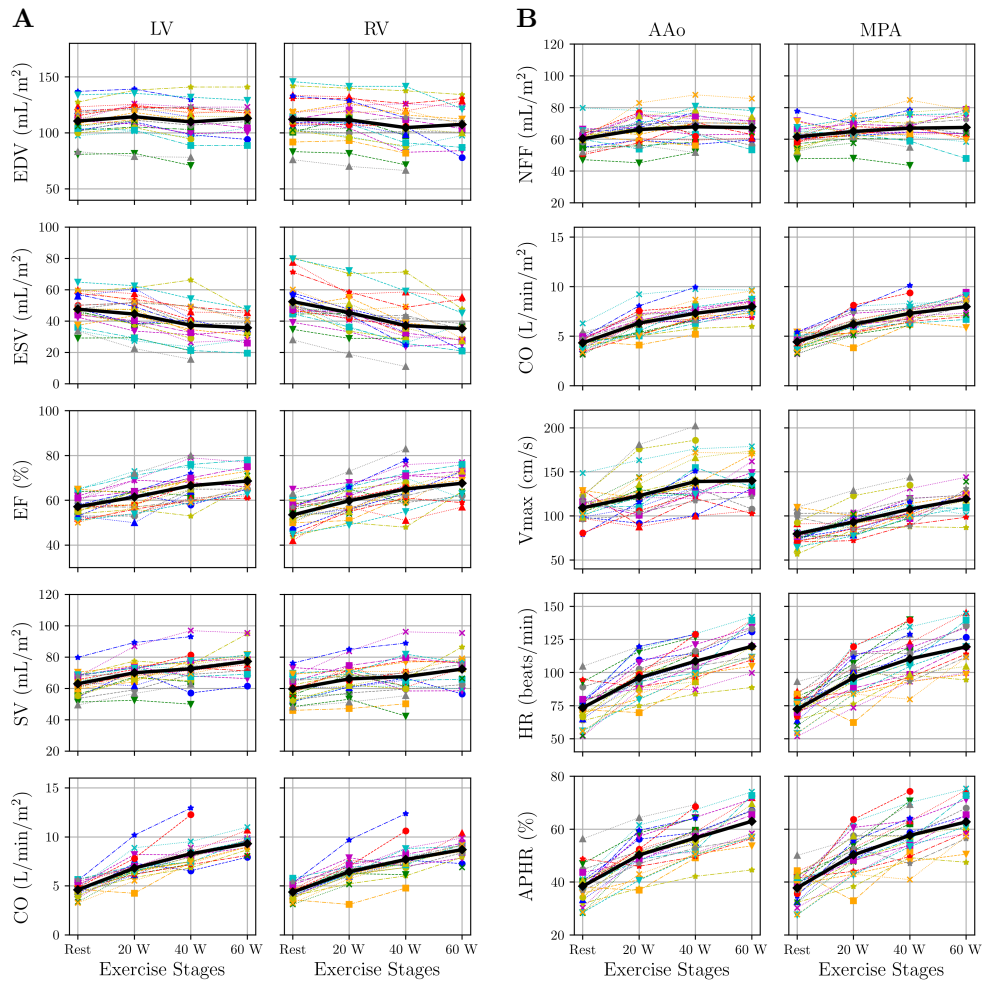 A
B
LV
RV
AAo
MPA
EDV (mL/m²)
150
100
50
NFF (mL/m²)
120
100
80
60
40
20
ESV (mL/m²)
100
80
60
40
20
0
CO (L/min/m²)
15
10
5
0
EF (%)
100
80
60
40
Vmax (cm/s)
200
150
100
50
SV (mL/m²)
120
100
80
60
40
20
HR (beats/min)
150
125
100
75
50
CO (L/min/m²)
15
10
5
0
APHR (%)
80
60
40
20
Rest 20 W 40 W 60 W
Rest 20 W 40 W 60 W
Rest 20 W 40 W 60 W
Rest 20 W 40 W 60 W
Exercise Stages
Exercise Stages
Exercise Stages
Exercise Stages